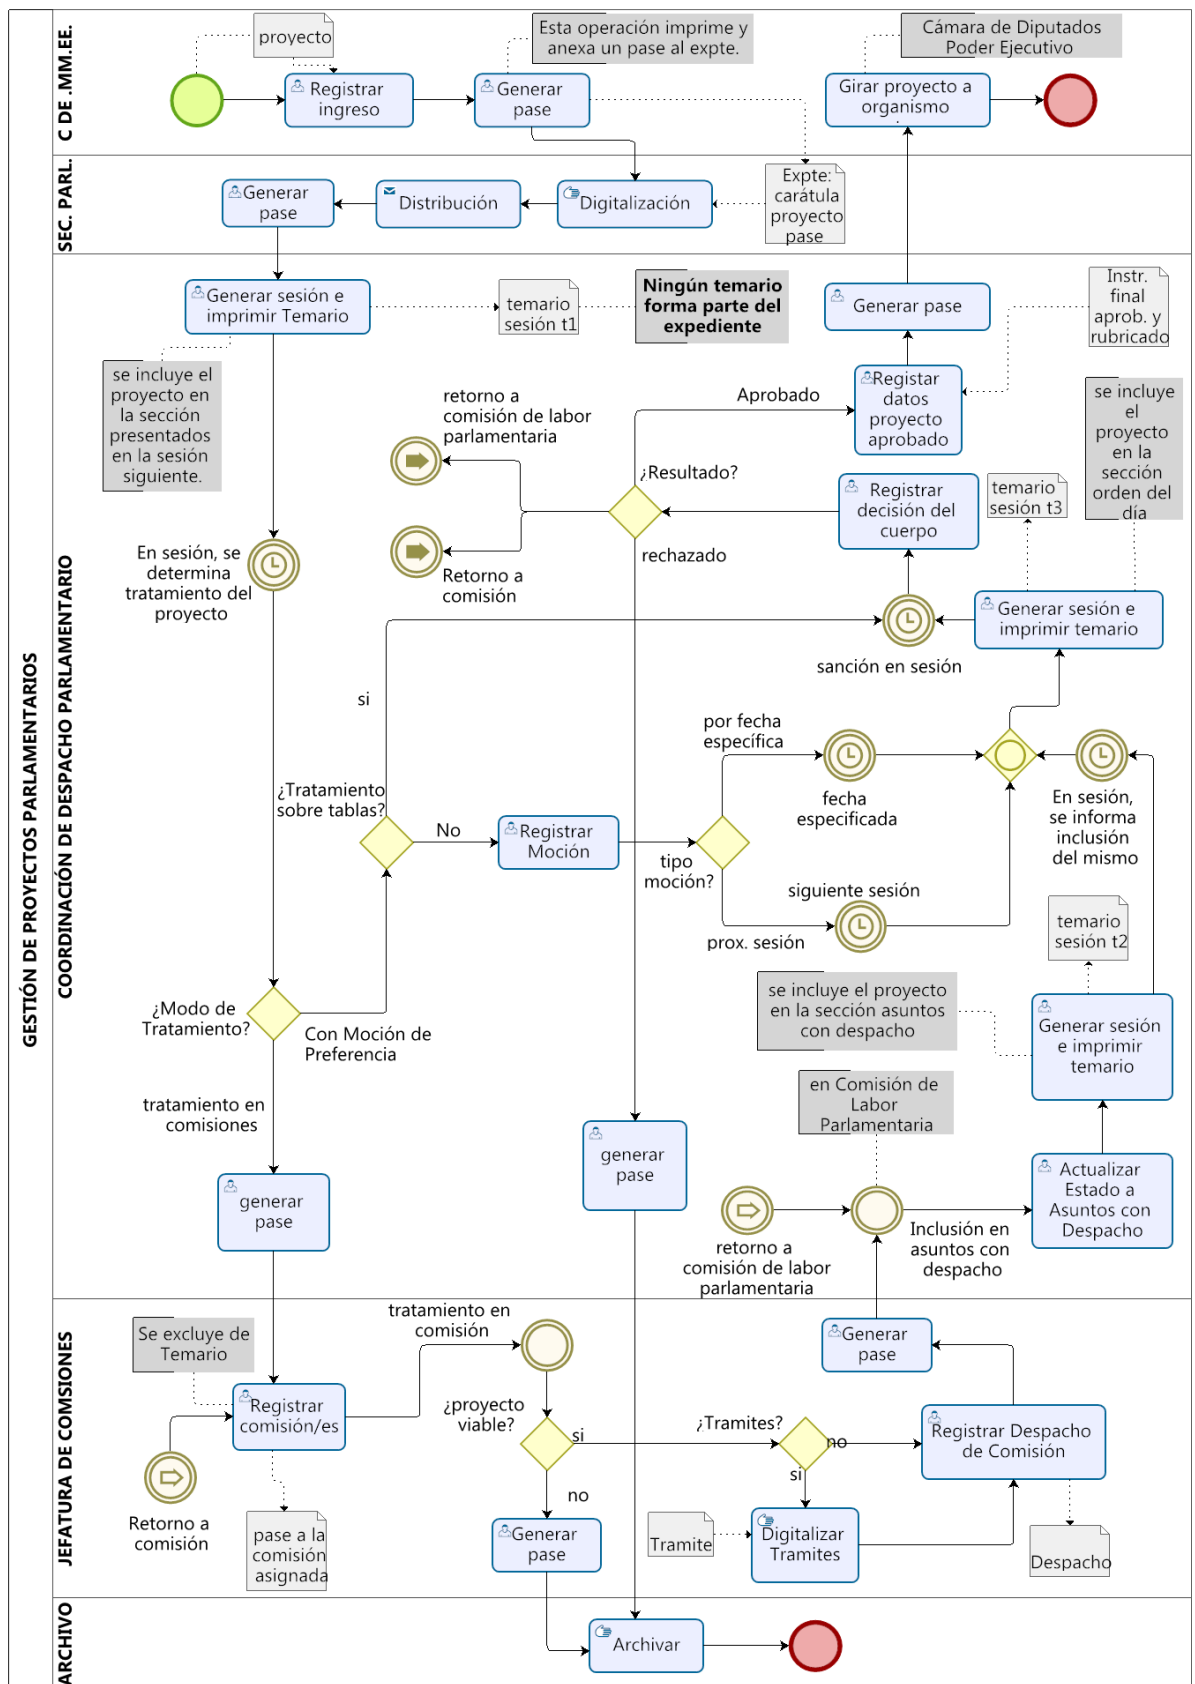 GESTIÓN DE PROYECTOS PARLAMENTARIOS
C DE .MM.EE.
proyecto
Registrar
ingreso
Generar
pase
Esta operación imprime y
anexa un pase al expte.
Cámara de Diputados
Poder Ejecutivo
Girar proyecto a
organismo
.
SEC. PARL.
Generar
pase
Distribución
Digitalización
Expte:
carátula
proyecto
pase
COORDINACIÓN DE DESPACHO PARLAMENTARIO
Generar sesión e
imprimir Temario
temario
sesión t1
Ningún temario
forma parte del
expediente
Generar pase
Instr.
final
aprob. y
rubricado
se incluye el
proyecto en
la sección
presentados
en la sesión
siguiente.
retorno a
comisión de labor
parlamentaria
Aprobado
Registar
datos
proyecto
aprobado
se incluye
el
proyecto
en la
sección
orden del
día
¿Resultado?
Registrar
decisión del
cuerpo
temario
sesión t3
En sesión, se
determina
tratamiento del
proyecto
Retorno a
comisión
rechazado
Generar sesión e
imprimir temario
sanción en sesión
si
por fecha
específica
¿Tratamiento
sobre tablas?
No
Registrar
Moción
tipo
moción?
fecha
especificada
En sesión,
se informa
inclusión
del mismo
siguiente sesión
prox. sesión
temario
sesión t2
¿Modo de
Tratamiento?
Con Moción de
Preferencia
se incluye el proyecto
en la sección asuntos
con despacho
Generar sesión
e imprimir
temario
tratamiento en
comisiones
en Comisión de
Labor
Parlamentaria
generar
pase
generar
pase
Actualizar
Estado a
Asuntos con
Despacho
retorno a
comisión de labor
parlamentaria
Inclusión en
asuntos con
despacho
JEFATURA DE COMSIONES
Se excluye de
Temario
tratamiento en
comisión
Generar
pase
Registrar
comisión/es
¿proyecto
viable?
si
¿Tramites?
no
Registrar Despacho
de Comisión
si
Retorno a
comisión
pase a la
comisión
asignada
no
Generar
pase
Tramite
Digitalizar
Tramites
Despacho
ARCHIVO
Archivar